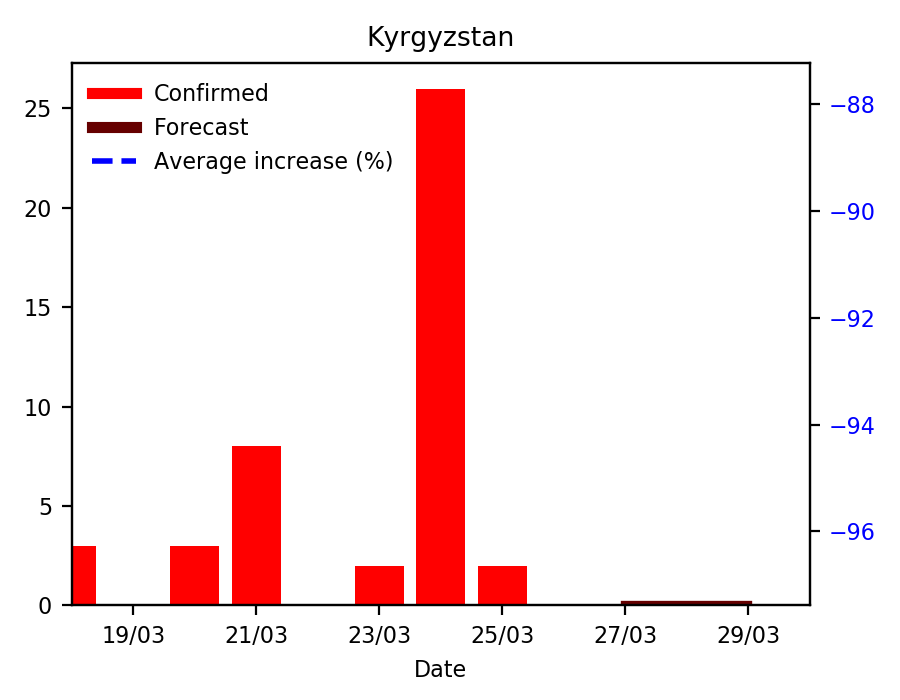 Kyrgyzstan
Confirmed
Forecast
Average increase (%)
25
20
15
10
5
0
−88
−90
−92
−94
−96
19/03 21/03 23/03 25/03 27/03 29/03
Date